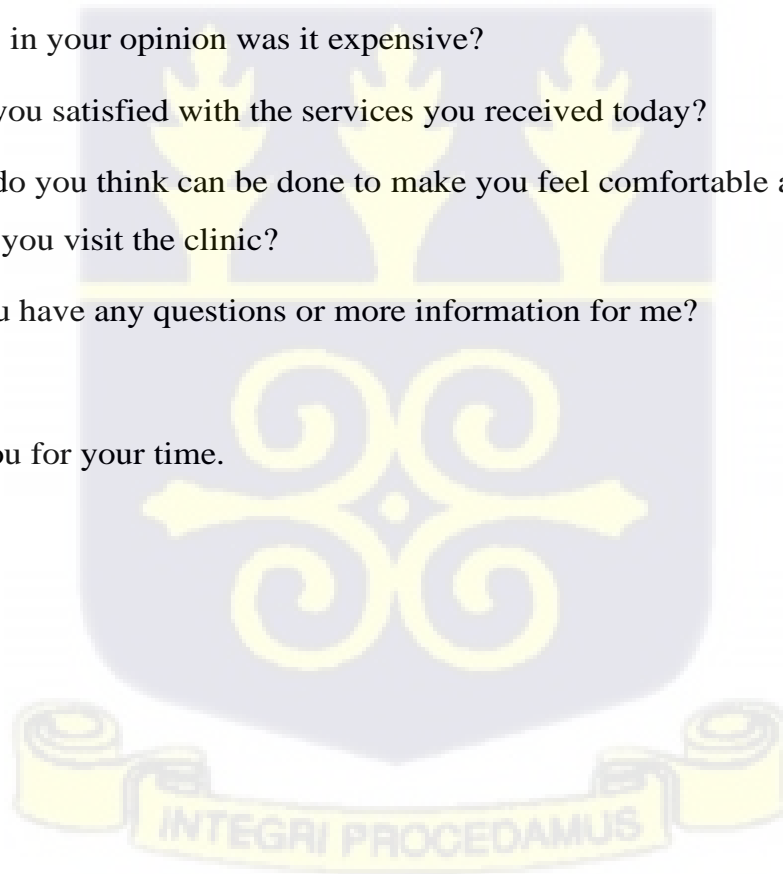 in your opinion was it expensive?
you satisfied with the services you received today?
do you think can be done to make you feel comfortable a
you visit the clinic?
u have any questions or more information for me?
ou for your time.
INTEGRI PROCEDAMUS